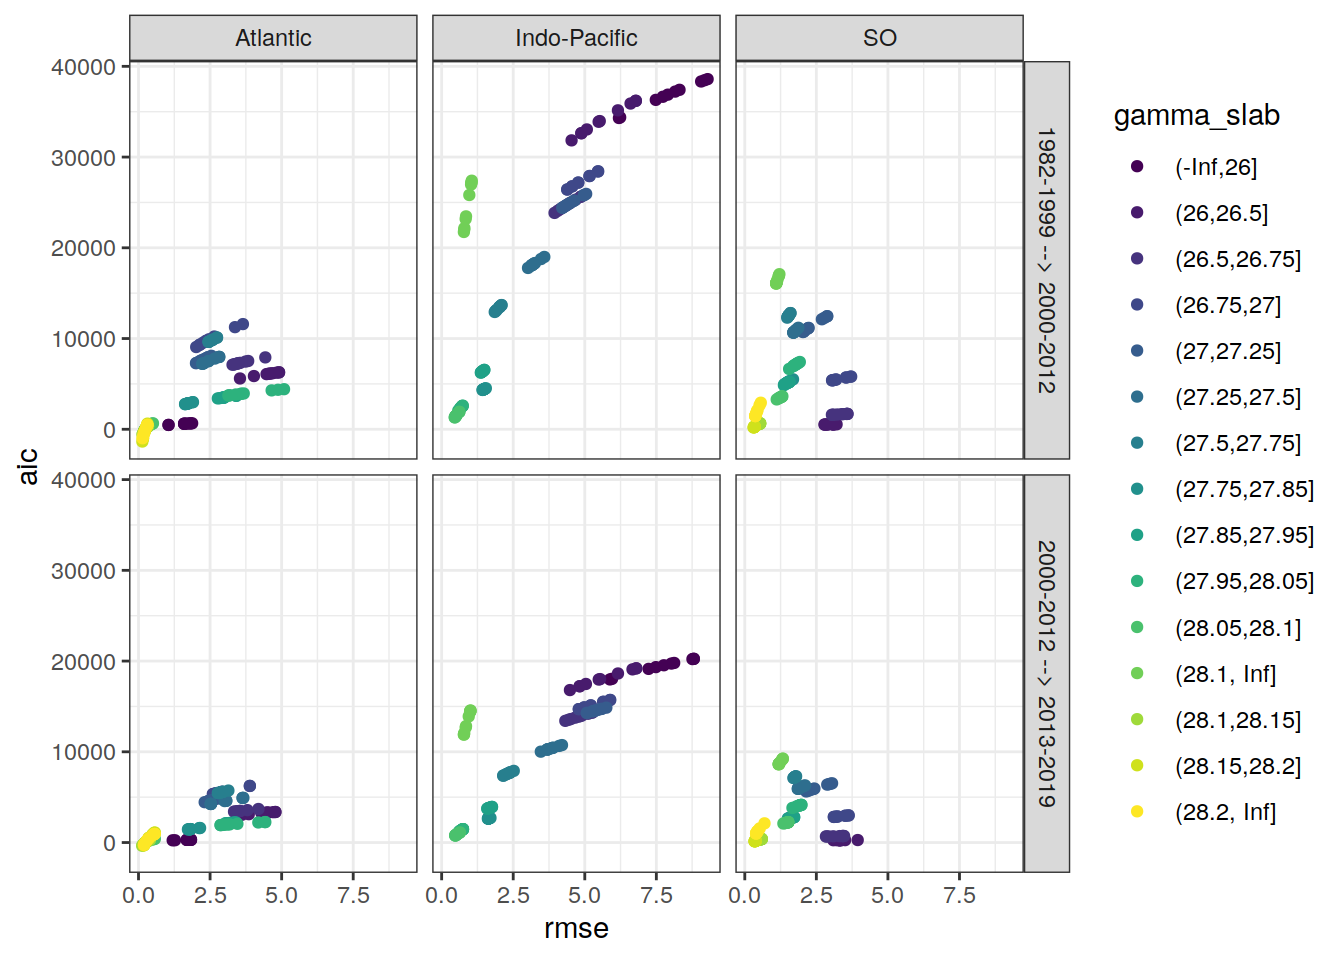 Atlantic
Indo-Pacific
SO
40000
30000
20000
10000
0
1982-1999 --> 2000-2012
40000
30000
20000
10000
0
2000-2012 --> 2013-2019
0.0 2.5 5.0 7.5
0.0 2.5 5.0 7.5
0.0 2.5 5.0 7.5
rmse
aic
gamma_slab
(-Inf,26]
(26,26.5]
(26.5,26.75]
(26.75,27]
(27,27.25]
(27.25,27.5]
(27.5,27.75]
(27.75,27.85]
(27.85,27.95]
(27.95,28.05]
(28.05,28.1]
(28.1, Inf]
(28.1,28.15]
(28.15,28.2]
(28.2, Inf]